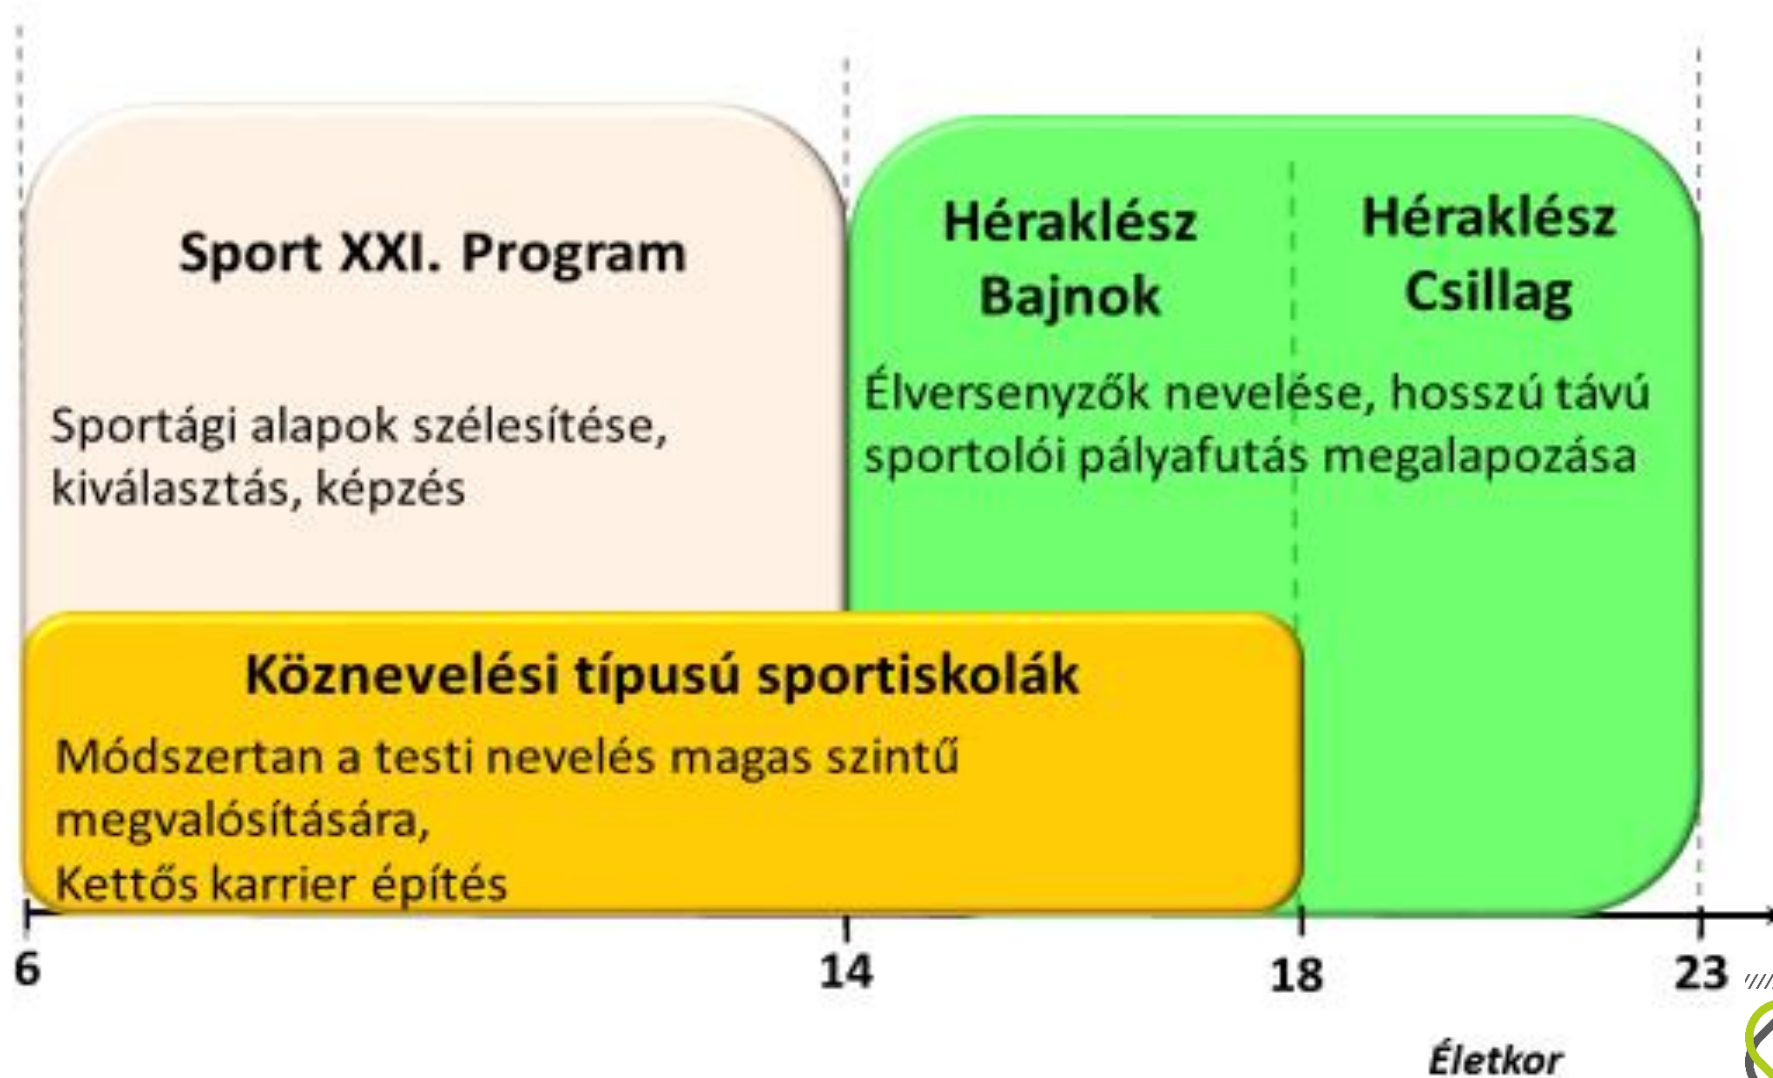 Sport XXI. Program
Sportági alapok szélesítése,
kiválasztás, képzés
Héraklész
Bajnok
Héraklész
Csillag
Élversenyzők nevelése, hosszú távú
sportolói pályafutás megalapozása
Köznevelési típusú sportiskolák
Módszertan a testi nevelés magas szintű
megvalósítására,
Kettős karrier építés
6
14
18
23
Életkor